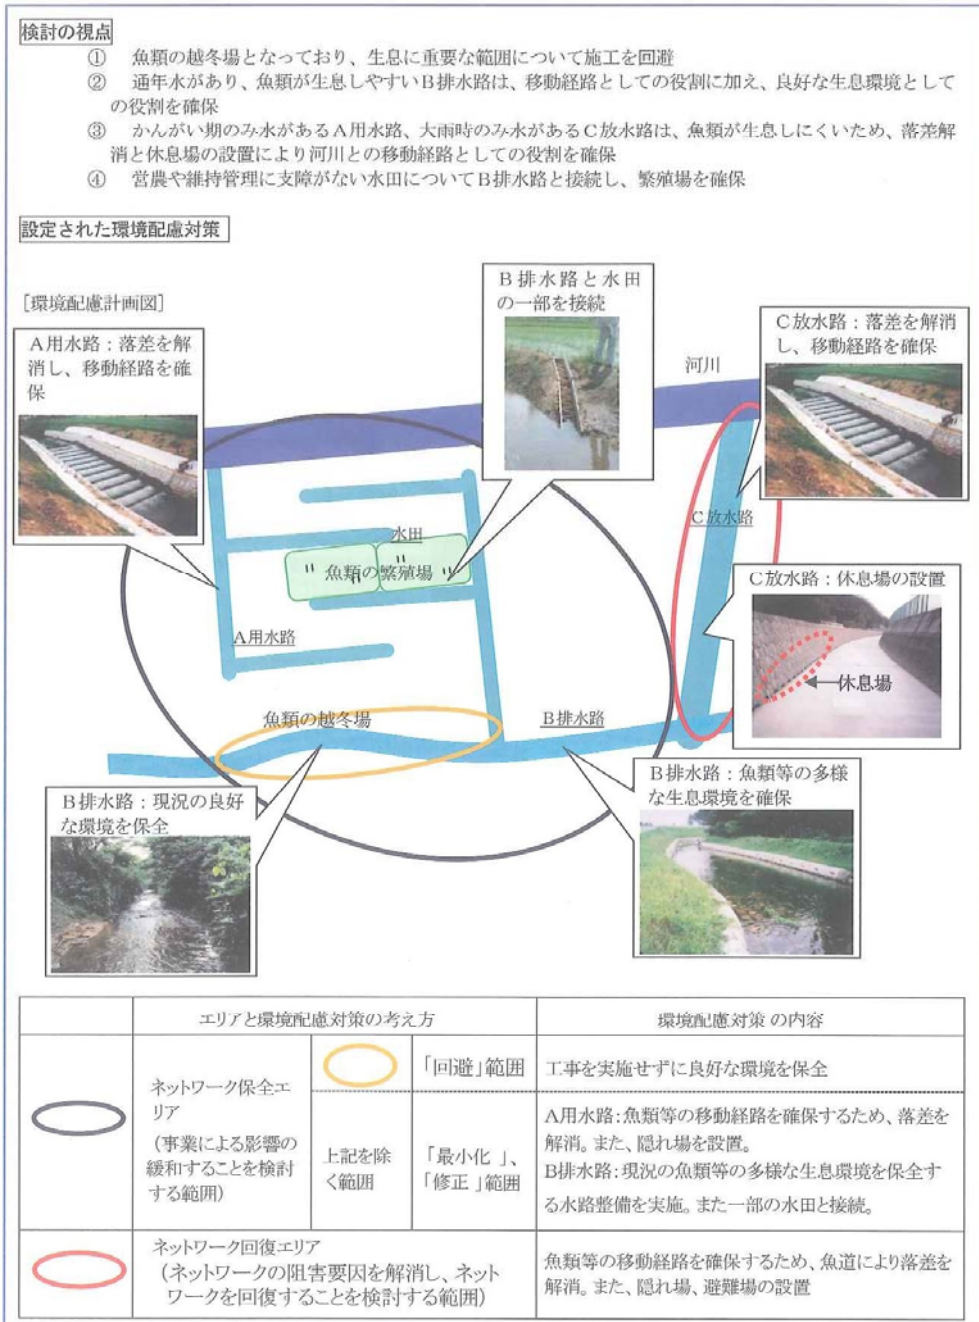 検討の視点
① 魚類の越冬場となっており、生息に重要な範囲について施工を回避
② 通年水があり、魚類が生息しやすいB排水路は、移動経路としての役割に加え、良好な生息環境として
の役割を確保
③ かんがい期のみ水があるA用水路、大雨時のみ水があるC放水路は、魚類が生息しにくいため、落差解
消と休息場の設置により河川との移動経路としての役割を確保
④ 営農や維持管理に支障がない水田についてB排水路と接続し、繁殖場を確保
設定された環境配慮対策
[環境配慮計画図]
B排水路と水田
の一部を接続
A用水路：落差を解
消し、移動経路を確
保
C放水路：落差を解消
し、移動経路を確保
河川
C放水路
水田
魚類の繁殖場
C放水路：休息場の設置
休息場
A用水路
魚類の越冬場
B排水路
B排水路：現況の良好
な環境を保全
B排水路：魚類等の多様
な生息環境を確保
エリアと環境配慮対策の考え方
環境配慮対策 の内容
ネットワーク保全エ
リア
(事業による影響の
緩和することを検討
する範囲)
「回避」範囲
工事を実施せずに良好な環境を保全
上記を除
く範囲
「最小化 」、
「修正 」範囲
A用水路:魚類等の移動経路を確保するため、落差を
解消。また、隠れ場を設置。
B排水路:現況の魚類等の多様な生息環境を保全す
る水路整備を実施。また一部の水田と接続。
ネットワーク回復エリア
(ネットワークの阻害要因を解消し、ネット
ワークを回復することを検討する範囲)
魚類等の移動経路を確保するため、魚道により落差を
解消。また、隠れ場、避難場の設置